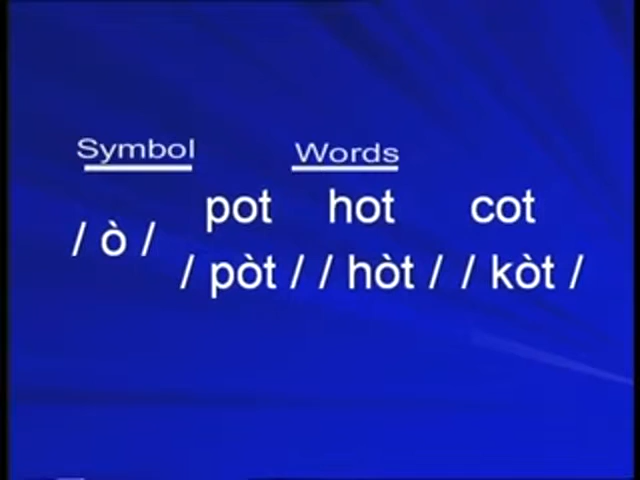 Symbol Words
pot hot cot
/ ò /
/ pòt / / hòt / / kòt /